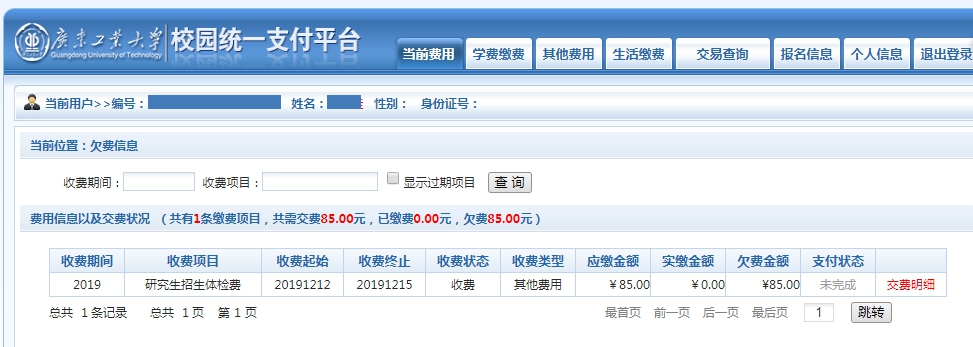 广东工业大学 校园统一支付平台
Guangdong University of Technology
当前费用 学费缴费 其他费用 生活缴费 交易查询 报名信息 个人信息 退出登录
当前用户>>编号： 姓名： 性别： 身份证号：
当前位置：欠费信息
收费期间： 收费项目： 显示过期项目 查 询
费用信息以及交费状况 （共有1条缴费项目，共需交费85.00元，已缴费0.00元，欠费85.00元）
收费期间 收费项目 收费起始 收费终止 收费状态 收费类型 应缴金额 实缴金额 欠费金额 支付状态
2019 研究生招生体检费 20191212 20191215 收费 其他费用 ￥85.00 ￥0.00 ¥85.00 未完成 交费明细
总共 1条记录 总共 1页 第1页 最首页 前一页 后一页 最后页 1 跳转